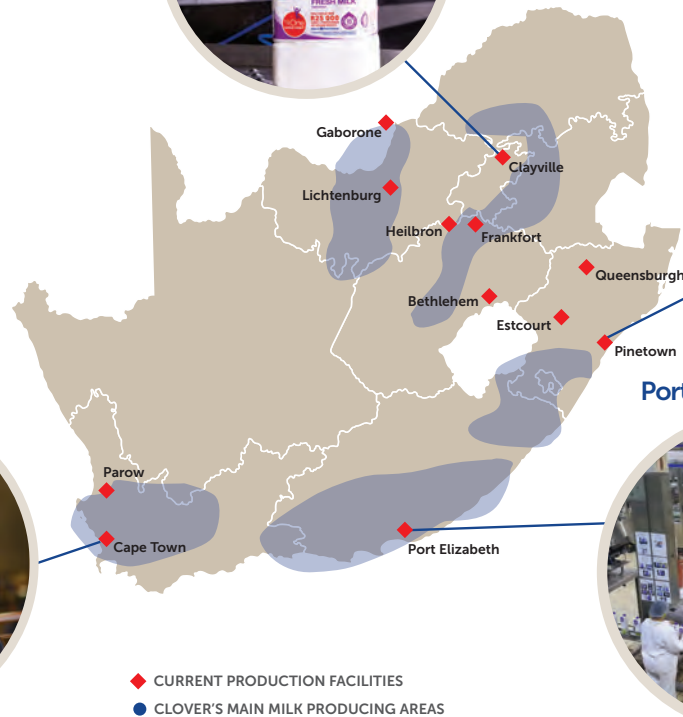 FRESH MILK
Gaborone
Clayville
Lichtenburg
Heilbron
Frankfort
Queensburgh
Bethlehem
Estcourt
Pinetown
Port
Parow
Cape Town
Port Elizabeth
CURRENT PRODUCTION FACILITIES
CLOVER'S MAIN MILK PRODUCING AREAS